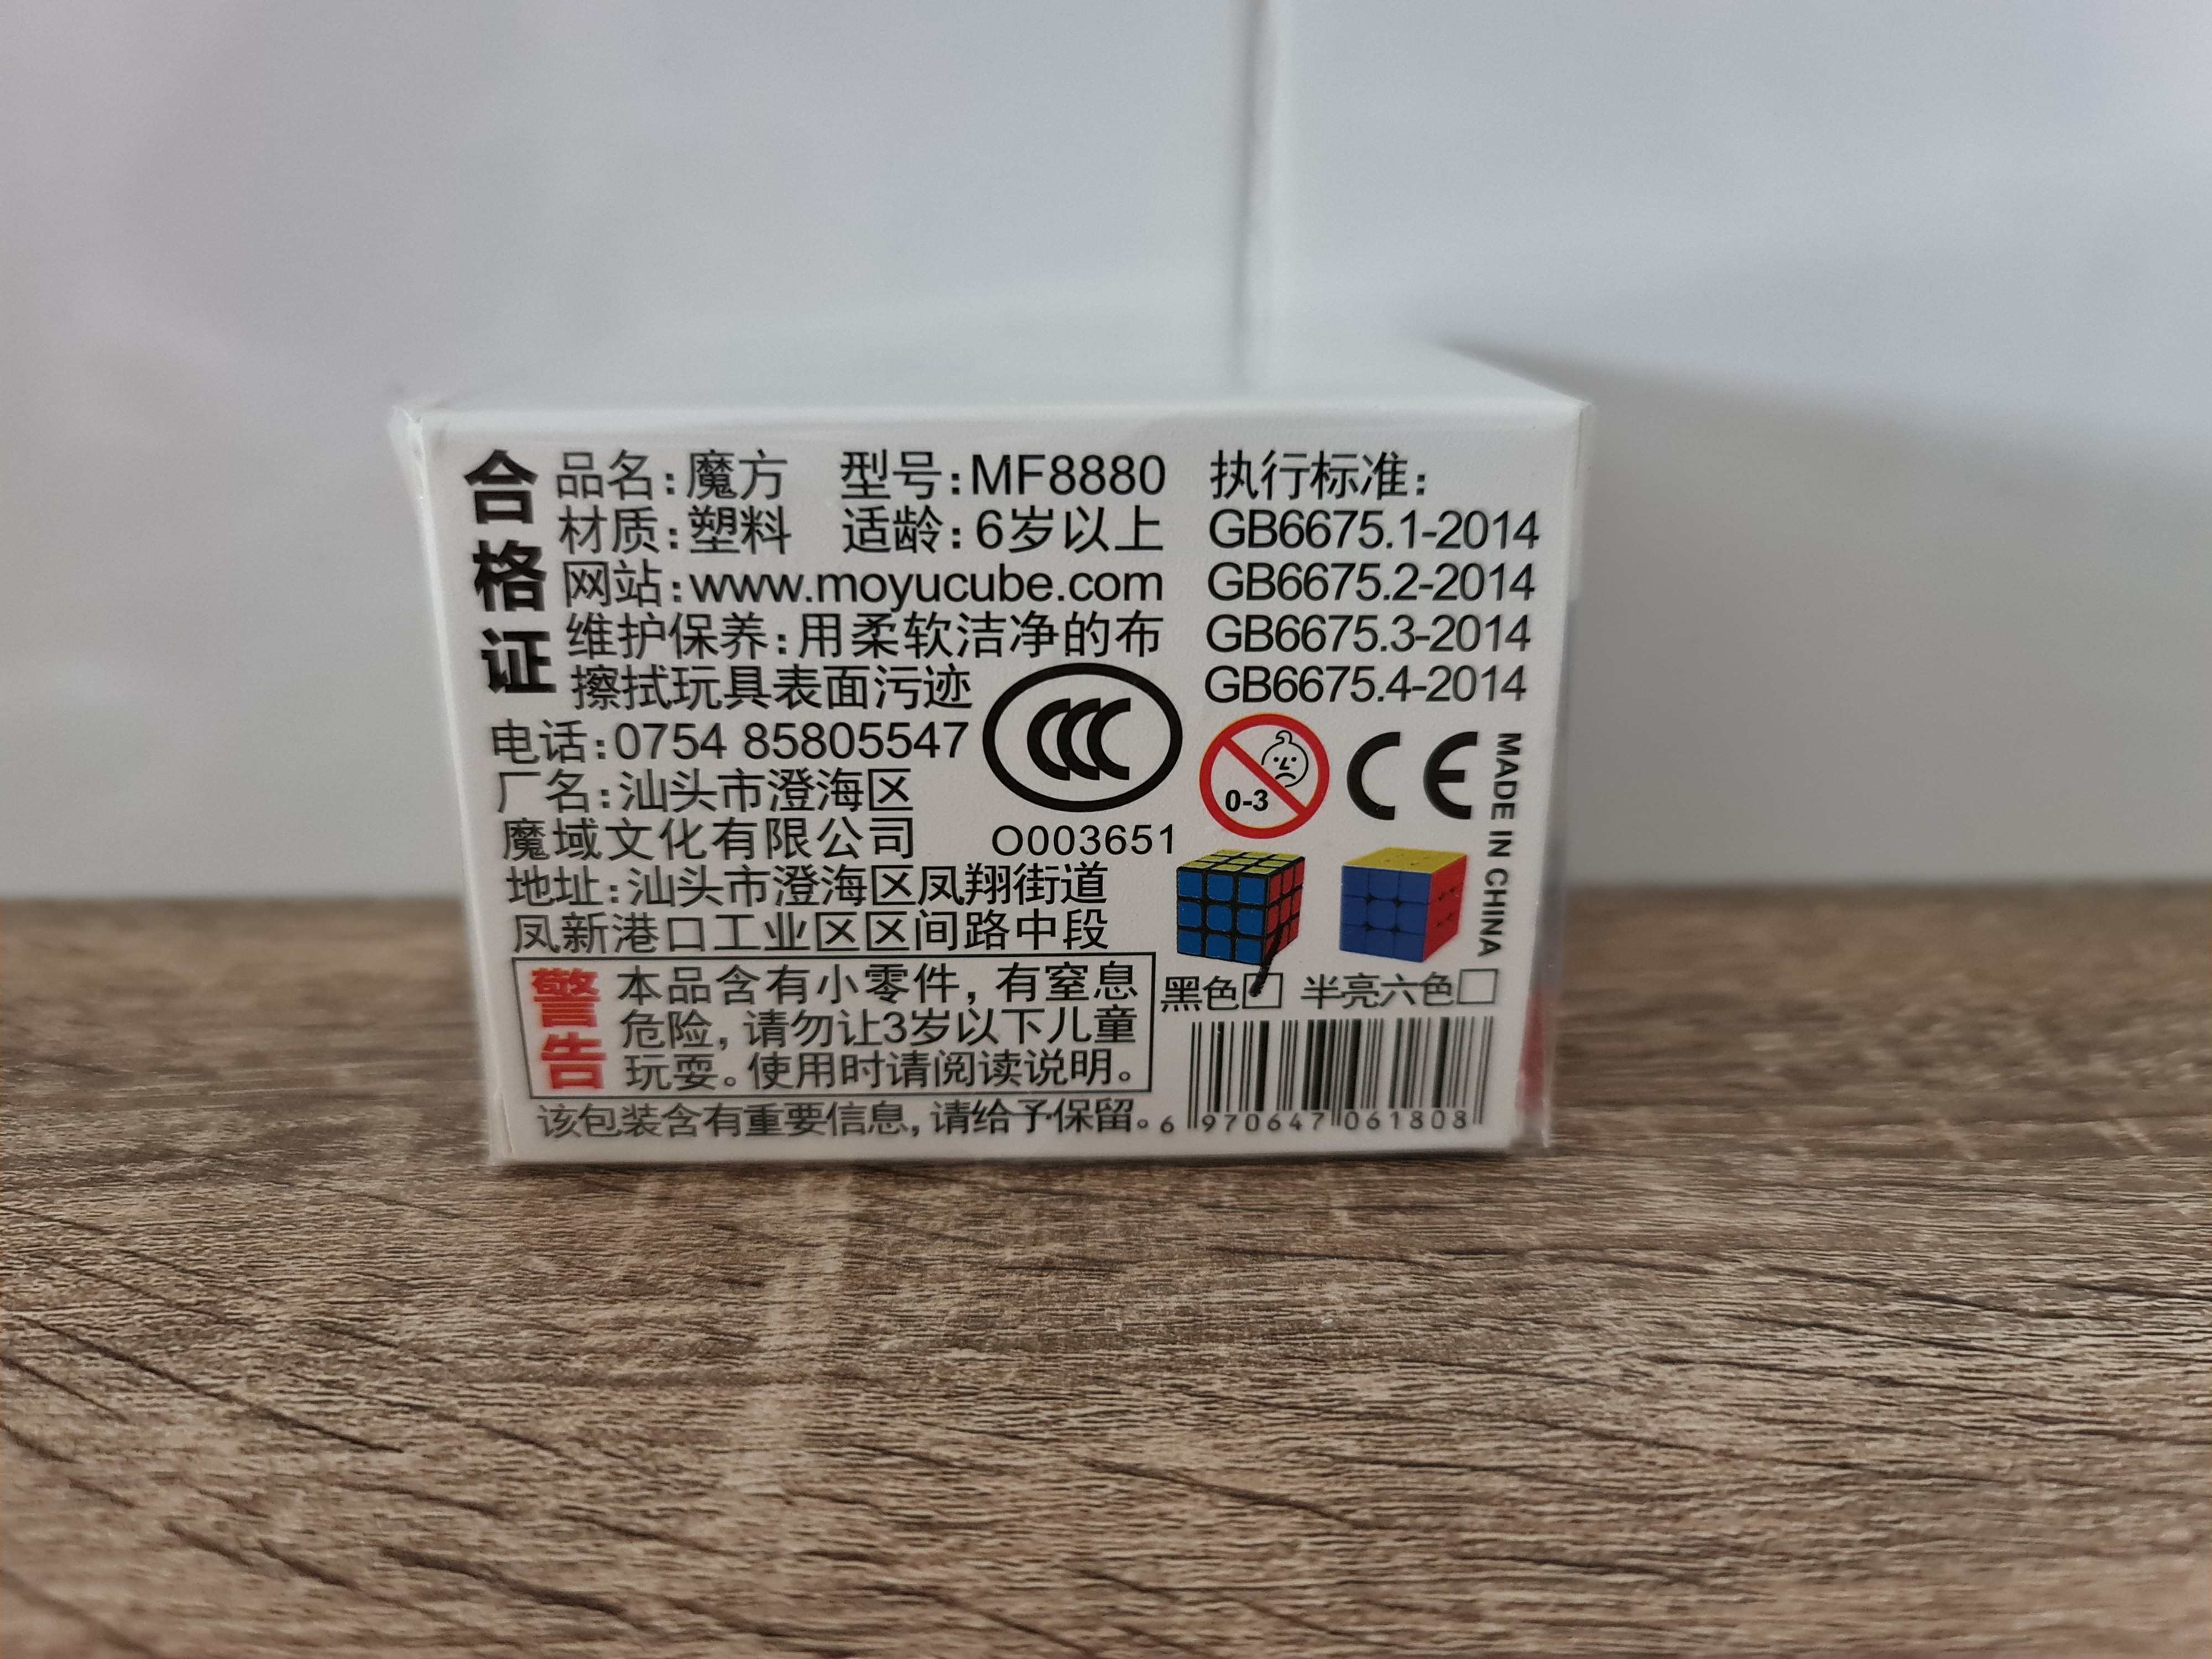 合格证
品名:魔方 型号:MF8880
材质:塑料 适龄:6岁以上
网站:www.moyucube.com
维护保养:用柔软洁净的布
擦拭玩具表面污迹
电话:0754 85805547
厂名:汕头市澄海区
魔域文化有限公司
地址:汕头市澄海区凤翔街道
凤新港口工业区区间路中段
CCC
O003651
执行标准:
GB6675.1-2014
GB6675.2-2014
GB6675.3-2014
GB6675.4-2014
0-3
CE
MADE IN CHINA
黑色 半亮六色
警告
本品含有小零件,有窒息
危险,请勿让3岁以下儿童
玩耍。使用时请阅读说明。
该包装含有重要信息,请给予保留。
6 970647 061808